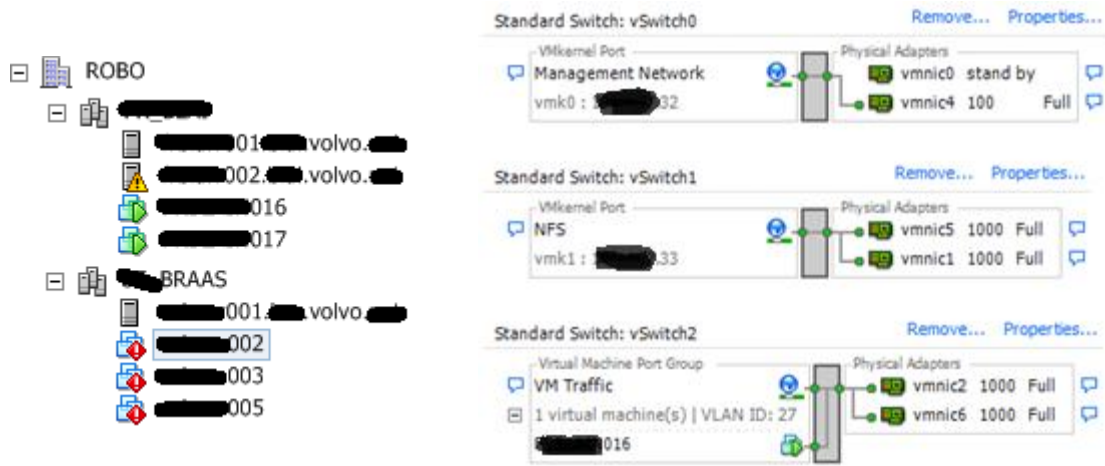 ROBO
01 volvo.
002. .volvo.
016
017
BRAAS
001. volvo
002
003
005
Standard Switch: vSwitch0 Remove... Properties...
VMkernel Port Physical Adapters
Management Network vmnic0 stand by
vmk0 : 32 vmnic4 100 Full
Standard Switch: vSwitch1 Remove... Properties...
VMkernel Port Physical Adapters
NFS vmnic5 1000 Full
vmk1 : .33 vmnic1 1000 Full
Standard Switch: vSwitch2 Remove... Properties...
Virtual Machine Port Group Physical Adapters
VM Traffic vmnic2 1000 Full
1 virtual machine(s) | VLAN ID: 27 vmnic6 1000 Full
016